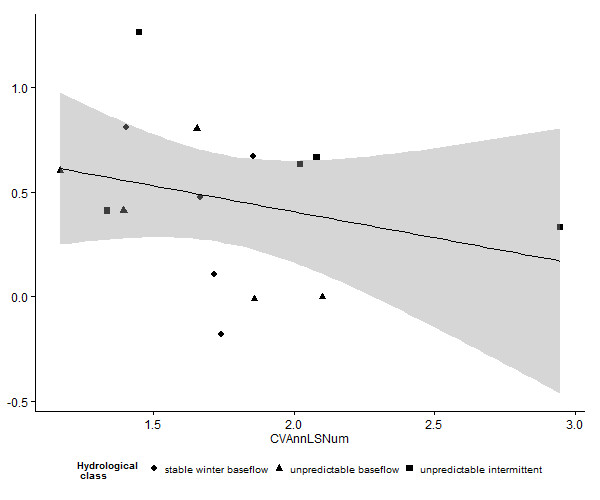 1.0
0.5
0.0
-0.5
1.5 2.0 2.5 3.0
CVAnnLSNum
Hydrological
class
stable winter baseflow unpredictable baseflow unpredictable intermittent